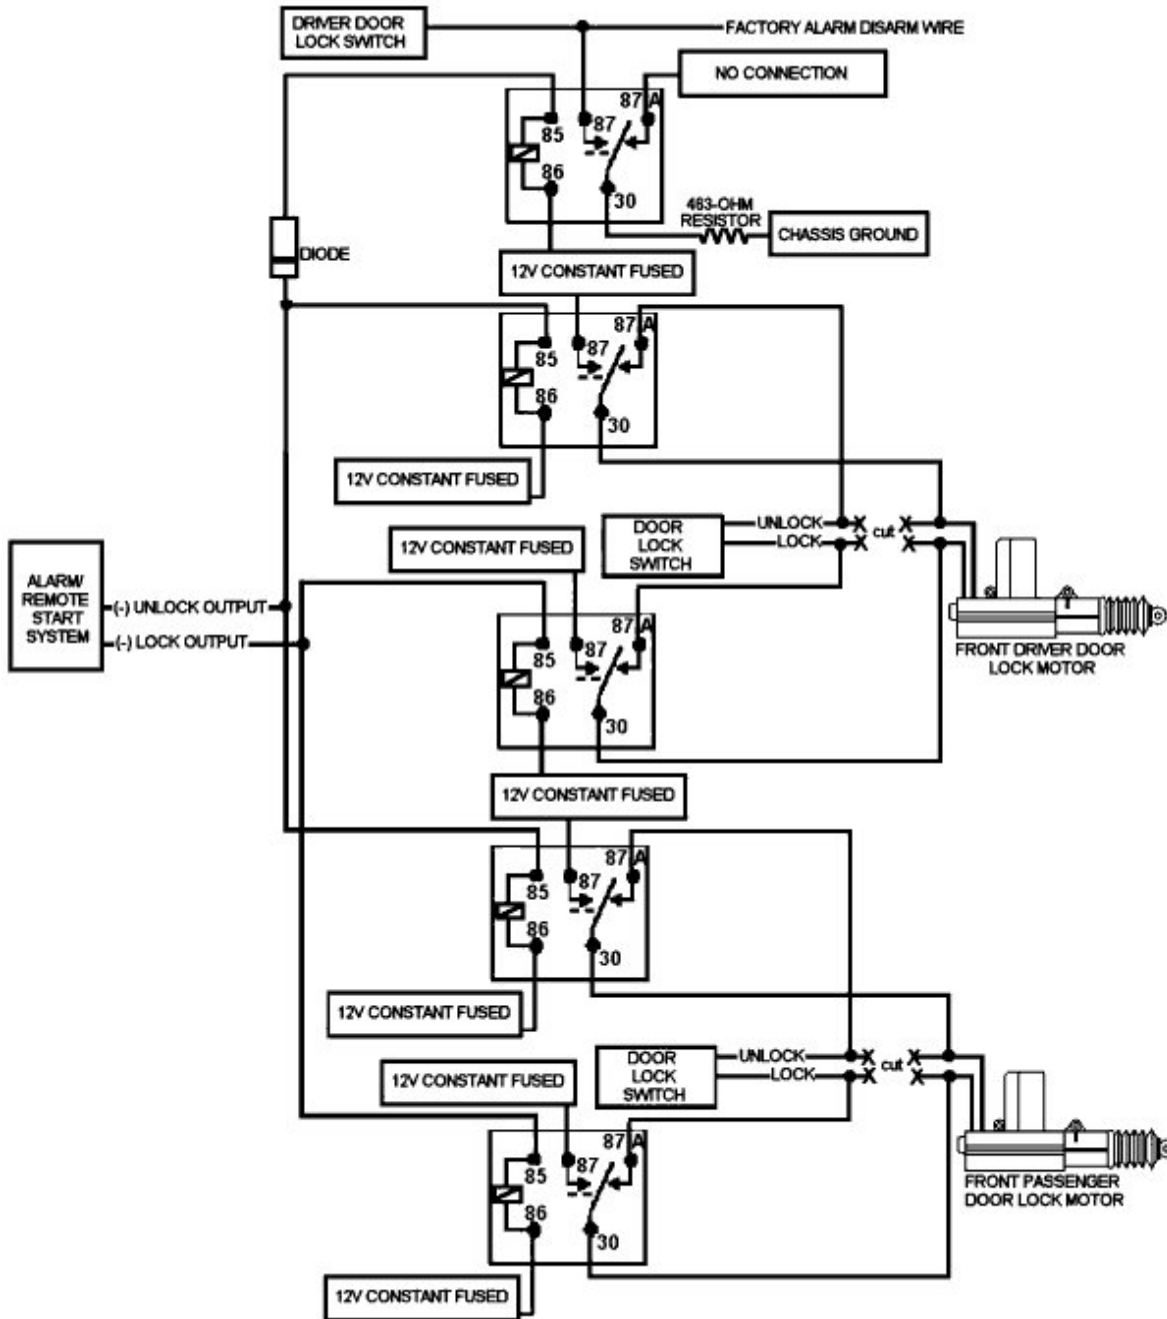 DRIVER DOOR
LOCK SWITCH
FACTORY ALARM DISARM WIRE
NO CONNECTION
87 A
87
85
86
30
463-OHM
RESISTOR
CHASSIS GROUND
DIODE
12V CONSTANT FUSED
87 A
87
85
86
30
12V CONSTANT FUSED
DOOR
LOCK
SWITCH
UNLOCK
LOCK
X cut X
X X
12V CONSTANT FUSED
ALARM/
REMOTE
START
SYSTEM
(-) UNLOCK OUTPUT
(-) LOCK OUTPUT
87 A
87
85
86
30
FRONT DRIVER DOOR
LOCK MOTOR
12V CONSTANT FUSED
87 A
87
85
86
30
12V CONSTANT FUSED
DOOR
LOCK
SWITCH
UNLOCK
LOCK
X cut X
X X
12V CONSTANT FUSED
87 A
87
85
86
30
FRONT PASSENGER
DOOR LOCK MOTOR
12V CONSTANT FUSED